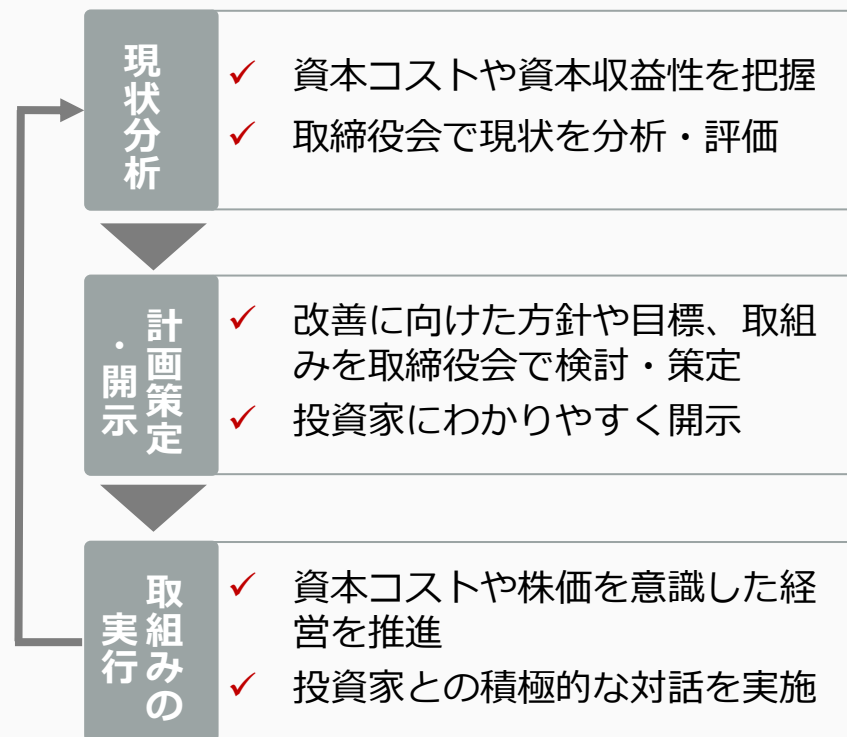 現状分析
✓ 資本コストや資本収益性を把握
✓ 取締役会で現状を分析・評価
計画策定
・開示
✓ 改善に向けた方針や目標、取組
みを取締役会で検討・策定
✓ 投資家にわかりやすく開示
取組みの
実行
✓ 資本コストや株価を意識した経
営を推進
✓ 投資家との積極的な対話を実施